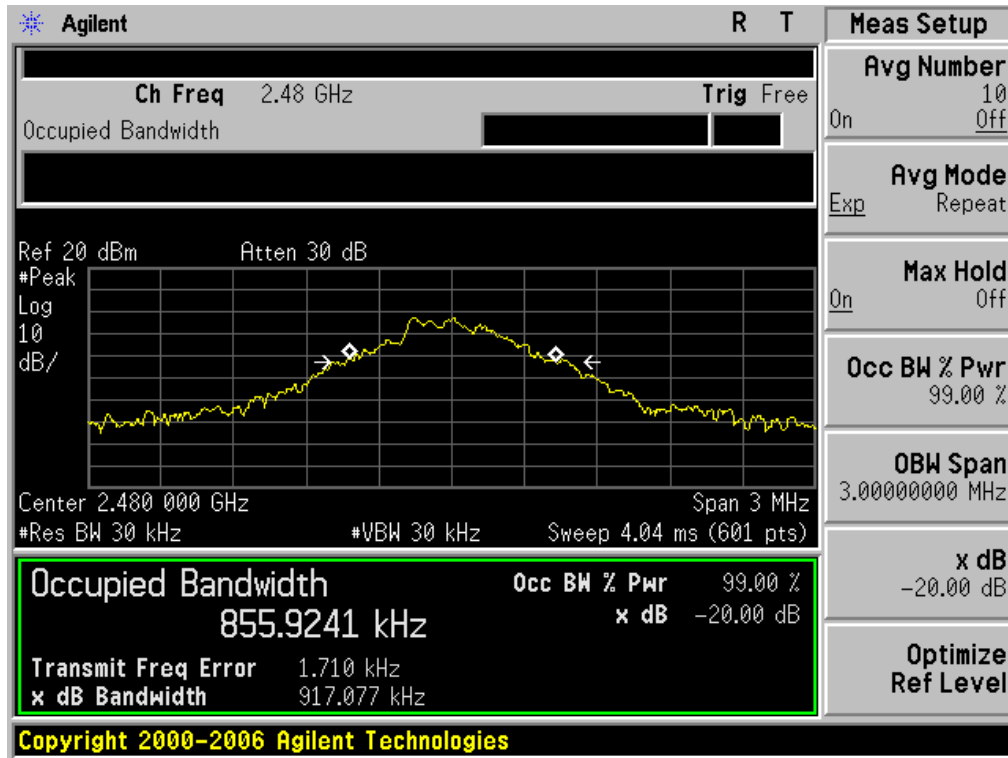 Agilent R T
Ch Freq 2.48 GHz Trig Free
Occupied Bandwidth
Ref 20 dBm Atten 30 dB
#Peak
Log
10
dB/
Center 2.480 000 GHz Span 3 MHz
#Res BW 30 kHz #VBW 30 kHz Sweep 4.04 ms (601 pts)
Occupied Bandwidth Occ BW % Pwr 99.00 %
855.9241 kHz x dB -20.00 dB
Transmit Freq Error 1.710 kHz
x dB Bandwidth 917.077 kHz
Copyright 2000-2006 Agilent Technologies
Meas Setup
Avg Number
10
On Off
Avg Mode
Exp Repeat
Max Hold
On Off
Occ BW % Pwr
99.00 %
OBW Span
3.00000000 MHz
x dB
-20.00 dB
Optimize
Ref Level